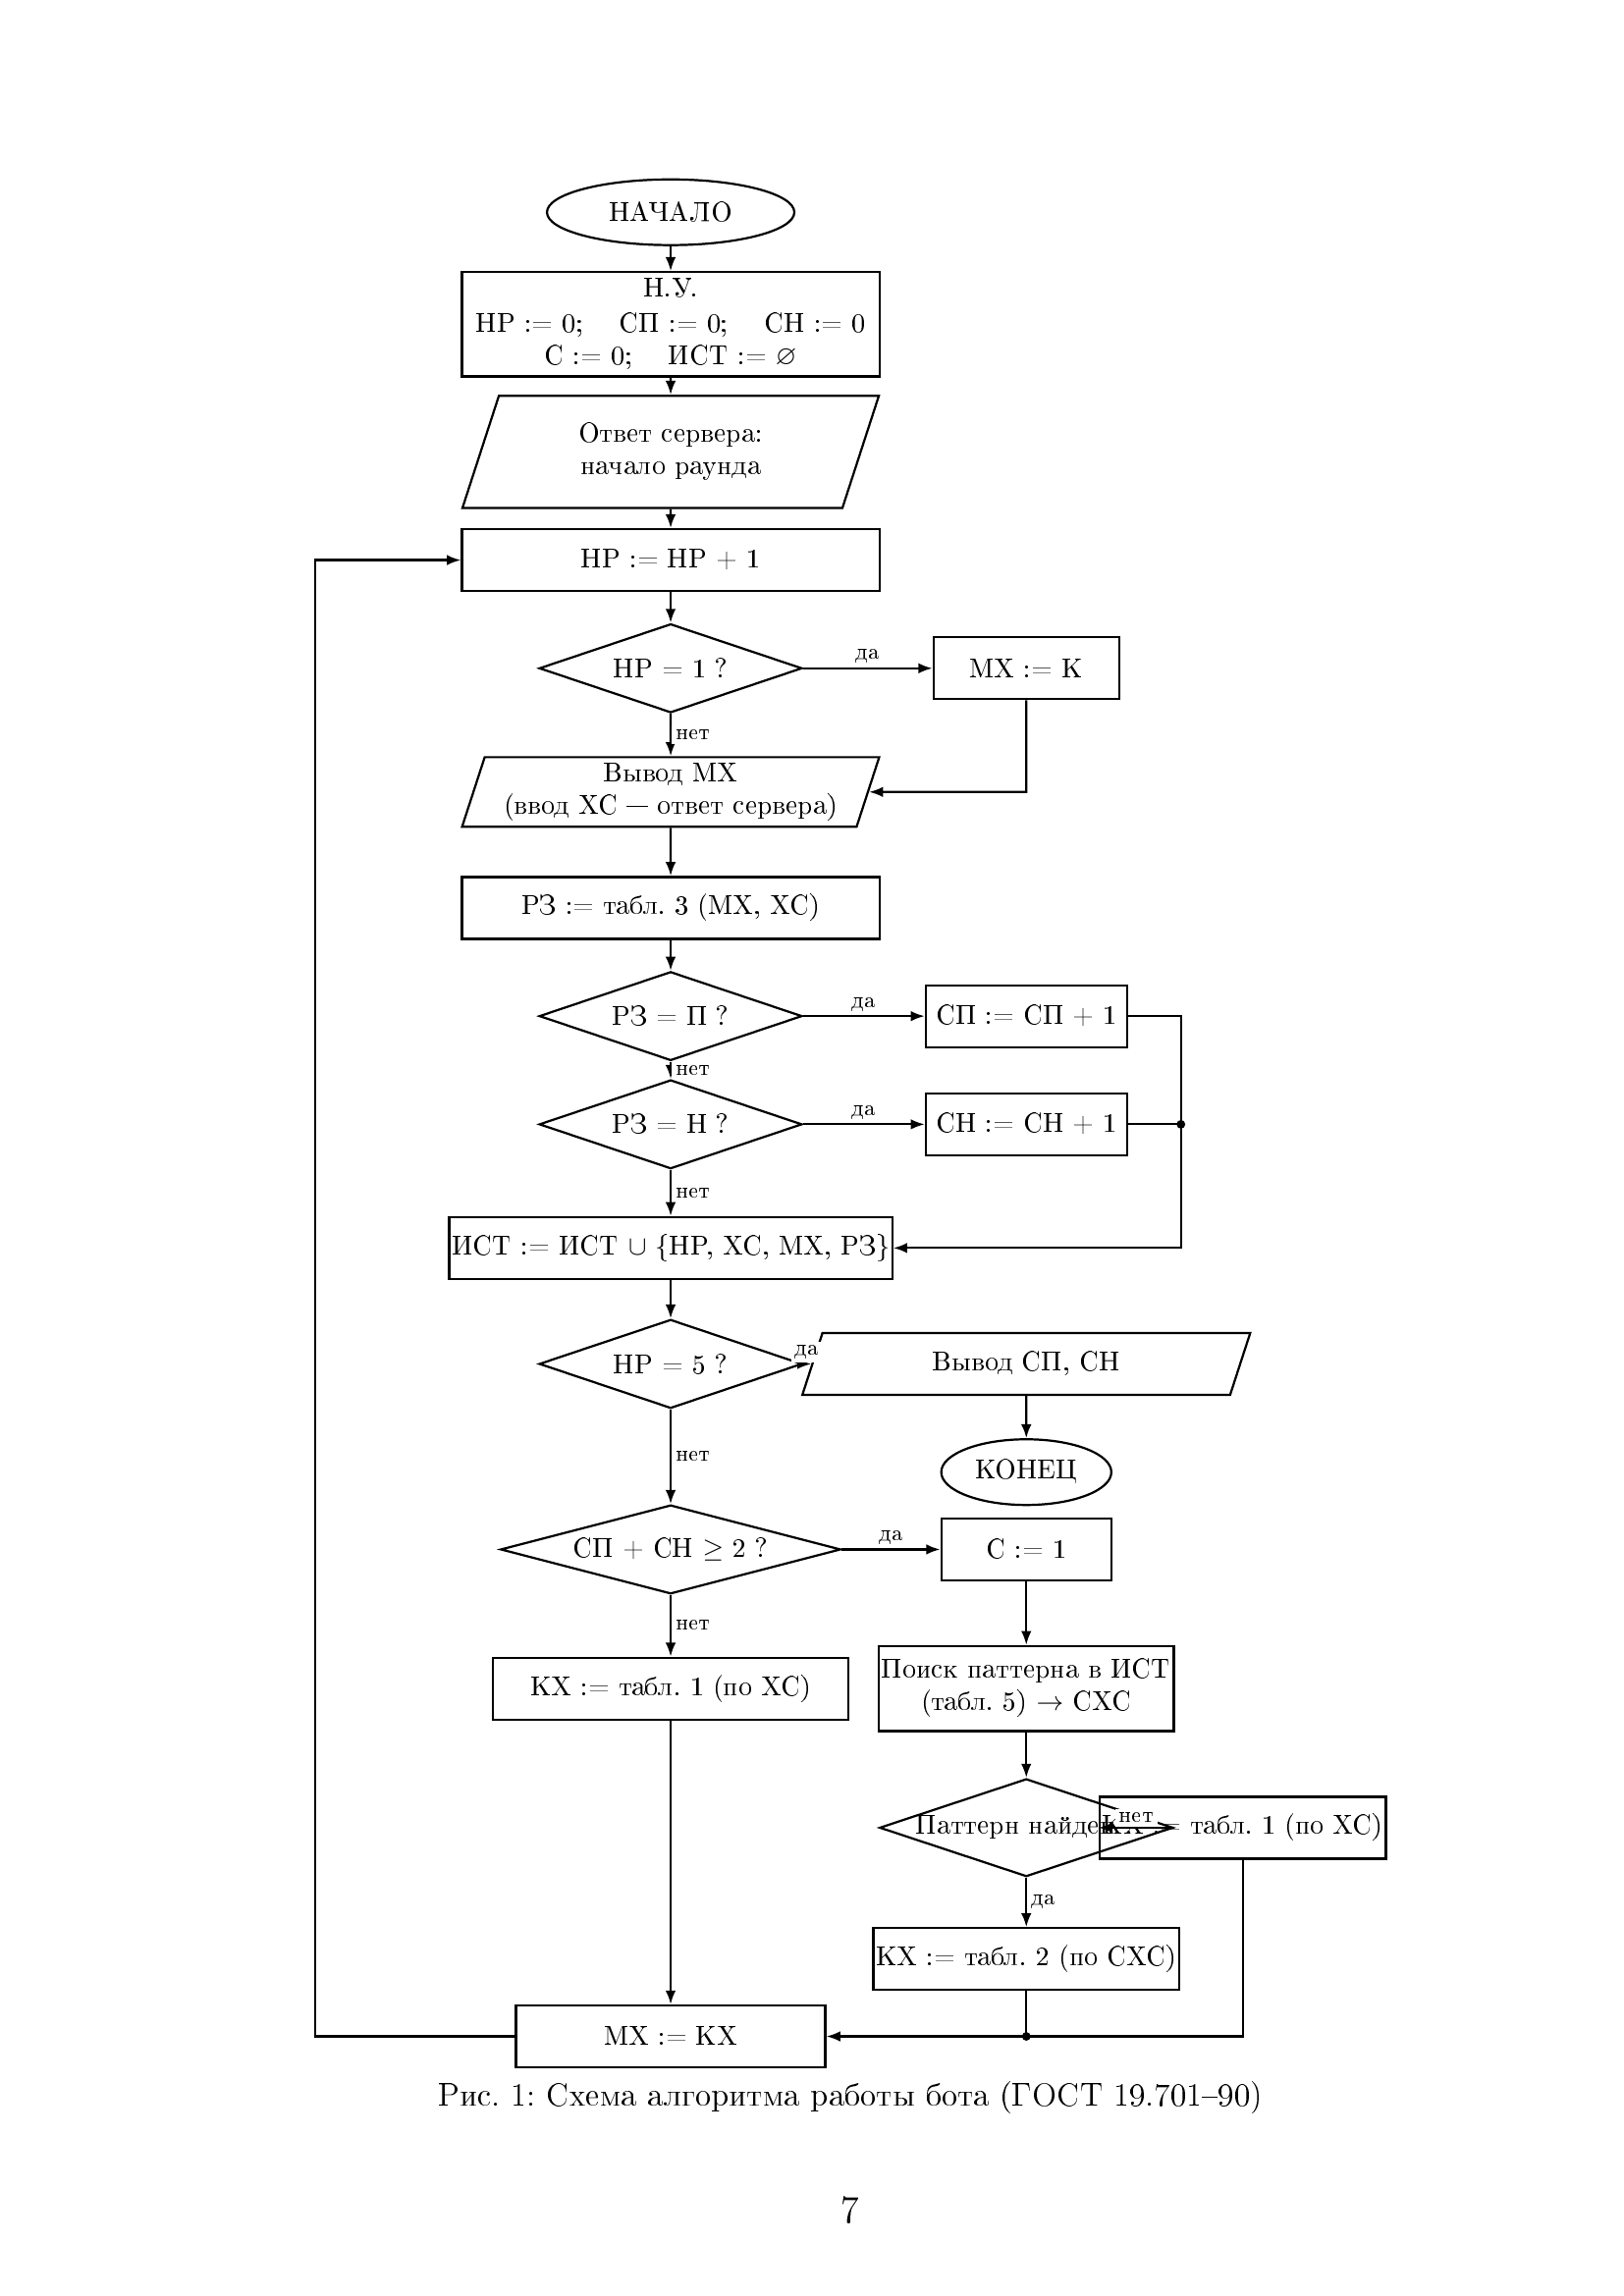 НАЧАЛО
Н.У.
НР := 0; СП := 0; СН := 0
С := 0; ИСТ := ∅
Ответ сервера:
начало раунда
НР := НР + 1
НР = 1 ?
да
МХ := К
нет
Вывод МХ
(ввод ХС — ответ сервера)
РЗ := табл. 3 (МХ, ХС)
РЗ = П ?
да
СП := СП + 1
нет
РЗ = Н ?
да
СН := СН + 1
нет
ИСТ := ИСТ ∪ {НР, ХС, МХ, РЗ}
НР = 5 ?
да
Вывод СП, СН
нет
КОНЕЦ
СП + СН ≥ 2 ?
да
С := 1
нет
КХ := табл. 1 (по ХС)
Поиск паттерна в ИСТ
(табл. 5) → СХС
Паттерн
нет
табл. 1 (по ХС)
да
КХ := табл. 2 (по СХС)
МХ := КХ
Рис. 1: Схема алгоритма работы бота (ГОСТ 19.701–90)
7